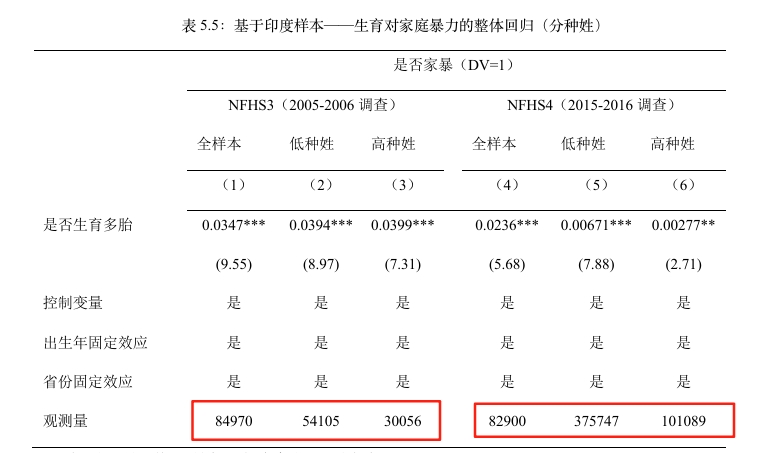 表 5.5：基于印度样本——生育对家庭暴力的整体回归（分种姓）
是否家暴（DV=1）
NFHS3（2005-2006 调查） NFHS4（2015-2016 调查）
全样本 低种姓 高种姓 全样本 低种姓 高种姓
（1） （2） （3） （4） （5） （6）
是否生育多胎 0.0347*** 0.0394*** 0.0399*** 0.0236*** 0.00671*** 0.00277**
(9.55) (8.97) (7.31) (5.68) (7.88) (2.71)
控制变量 是 是 是 是 是 是
出生年固定效应 是 是 是 是 是 是
省份固定效应 是 是 是 是 是 是
观测量 84970 54105 30056 82900 375747 101089